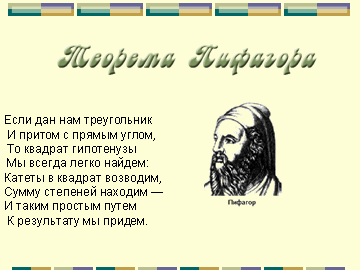 Теорема Пифагора
Если дан нам треугольник
И притом с прямым углом,
То квадрат гипотенузы
Мы всегда легко найдем:
Катеты в квадрат возводим,
Сумму степеней находим —
И таким простым путем
К результату мы придем.
Пифагор